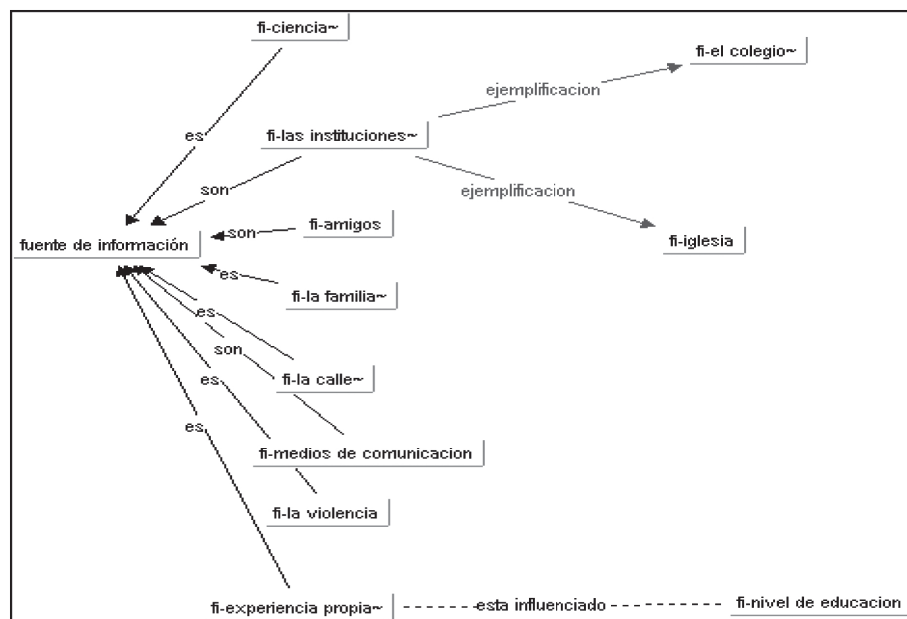 fi-ciencia~
fi-el colegio~
ejemplificacion
es
fi-las instituciones~
son
ejemplificacion
fi-amigos
son
fuente de información
fi-iglesia
es
fi-la familia~
es
son
es
fi-la calle~
es
fi-medios de comunicacion
fi-la violencia
fi-experiencia propia~
esta influenciado
fi-nivel de educacion